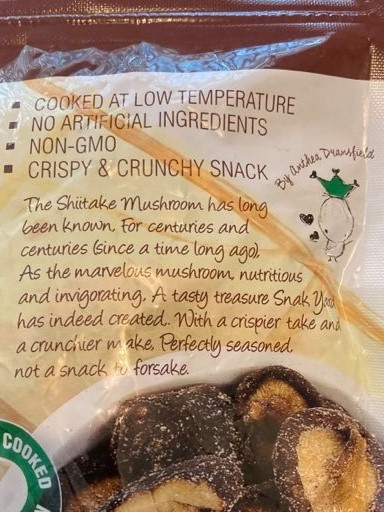 COOKED AT LOW TEMPERATURE
NO ARTIFICIAL INGREDIENTS
NON-GMO
CRISPY & CRUNCHY SNACK
By Anthea Dransfield
The Shiitake Mushroom has long
been known. For centuries and
centuries (since a time long ago),
As the marvelous mushroom, nutritious
and invigorating. A tasty treasure Snak Yard
has indeed created.. With a crispier take and
a crunchier make. Perfectly seasoned,
not a snack to forsake.
COOKED